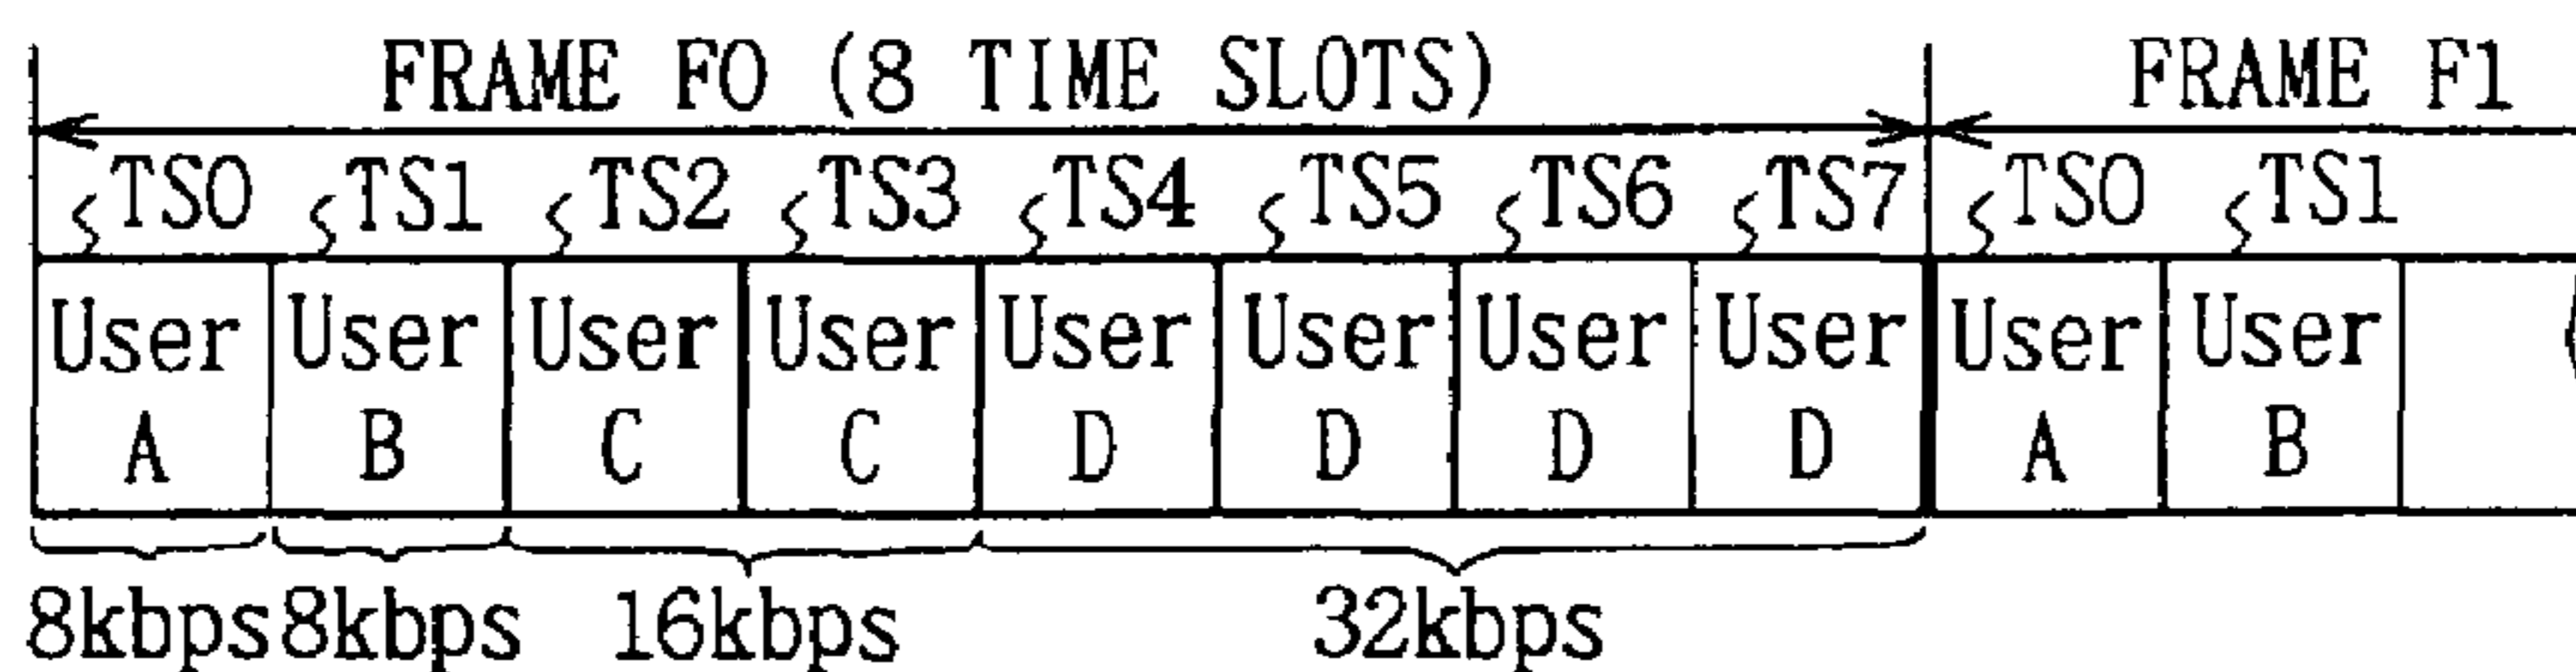 FRAME F0 (8 TIME SLOTS) FRAME F1
TS0 TS1 TS2 TS3 TS4 TS5 TS6 TS7 TS0 TS1
User User User User User User User User User User
A B C C D D D D A B
8kbps 8kbps 16kbps 32kbps